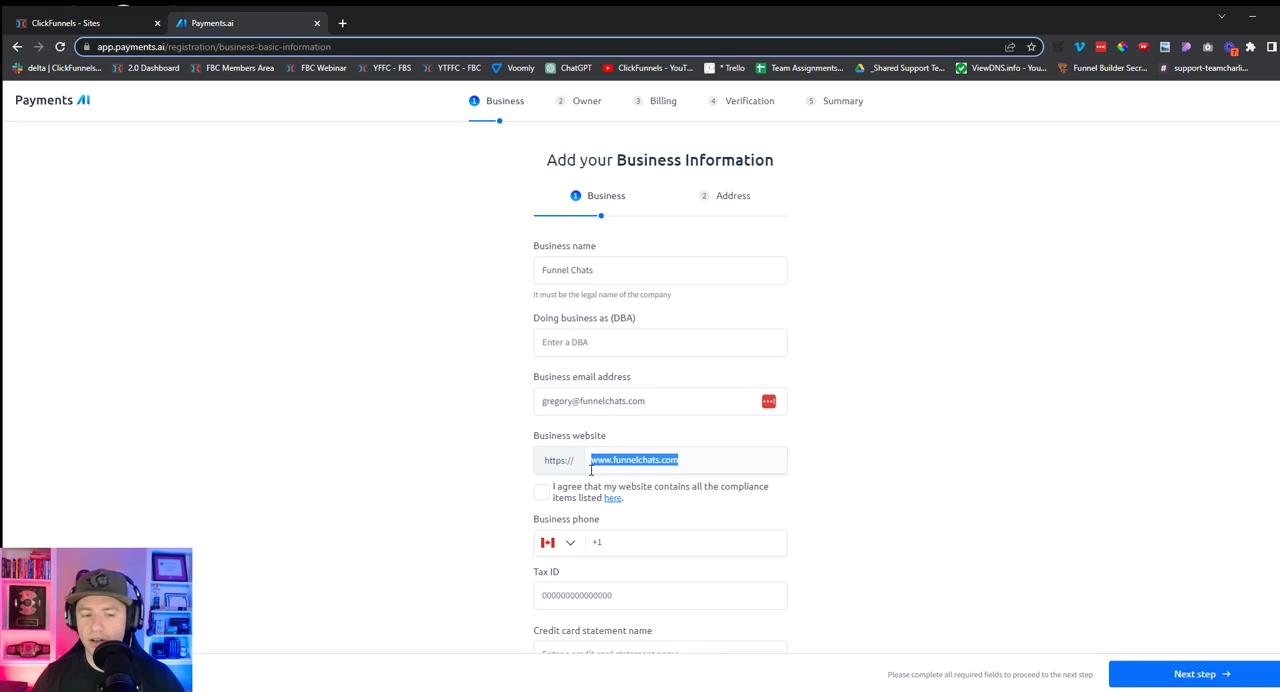 ClickFunnels - Sites
Payments.ai
app.payments.ai/registration/business-basic-information
delta | ClickFunnels...
2.0 Dashboard
FBC Members Area
FBC Webinar
YFFC - FBS
YTFFC - FBC
Voomly
ChatGPT
ClickFunnels - YouT...
* Trello
Team Assignments...
_Shared Support Te...
ViewDNS.info - You...
Funnel Builder Secr...
support-teamcharli...
Payments AI
1 Business
2 Owner
3 Billing
4 Verification
5 Summary
Add your Business Information
1 Business
2 Address
Business name
Funnel Chats
It must be the legal name of the company
Doing business as (DBA)
Enter a DBA
Business email address
gregory@funnelchats.com
Business website
https:// www.funnelchats.com
I agree that my website contains all the compliance
items listed here.
Business phone
+1
Tax ID
000000000000000
Credit card statement name
Enter a credit card statement name
Please complete all required fields to proceed to the next step
Next step →